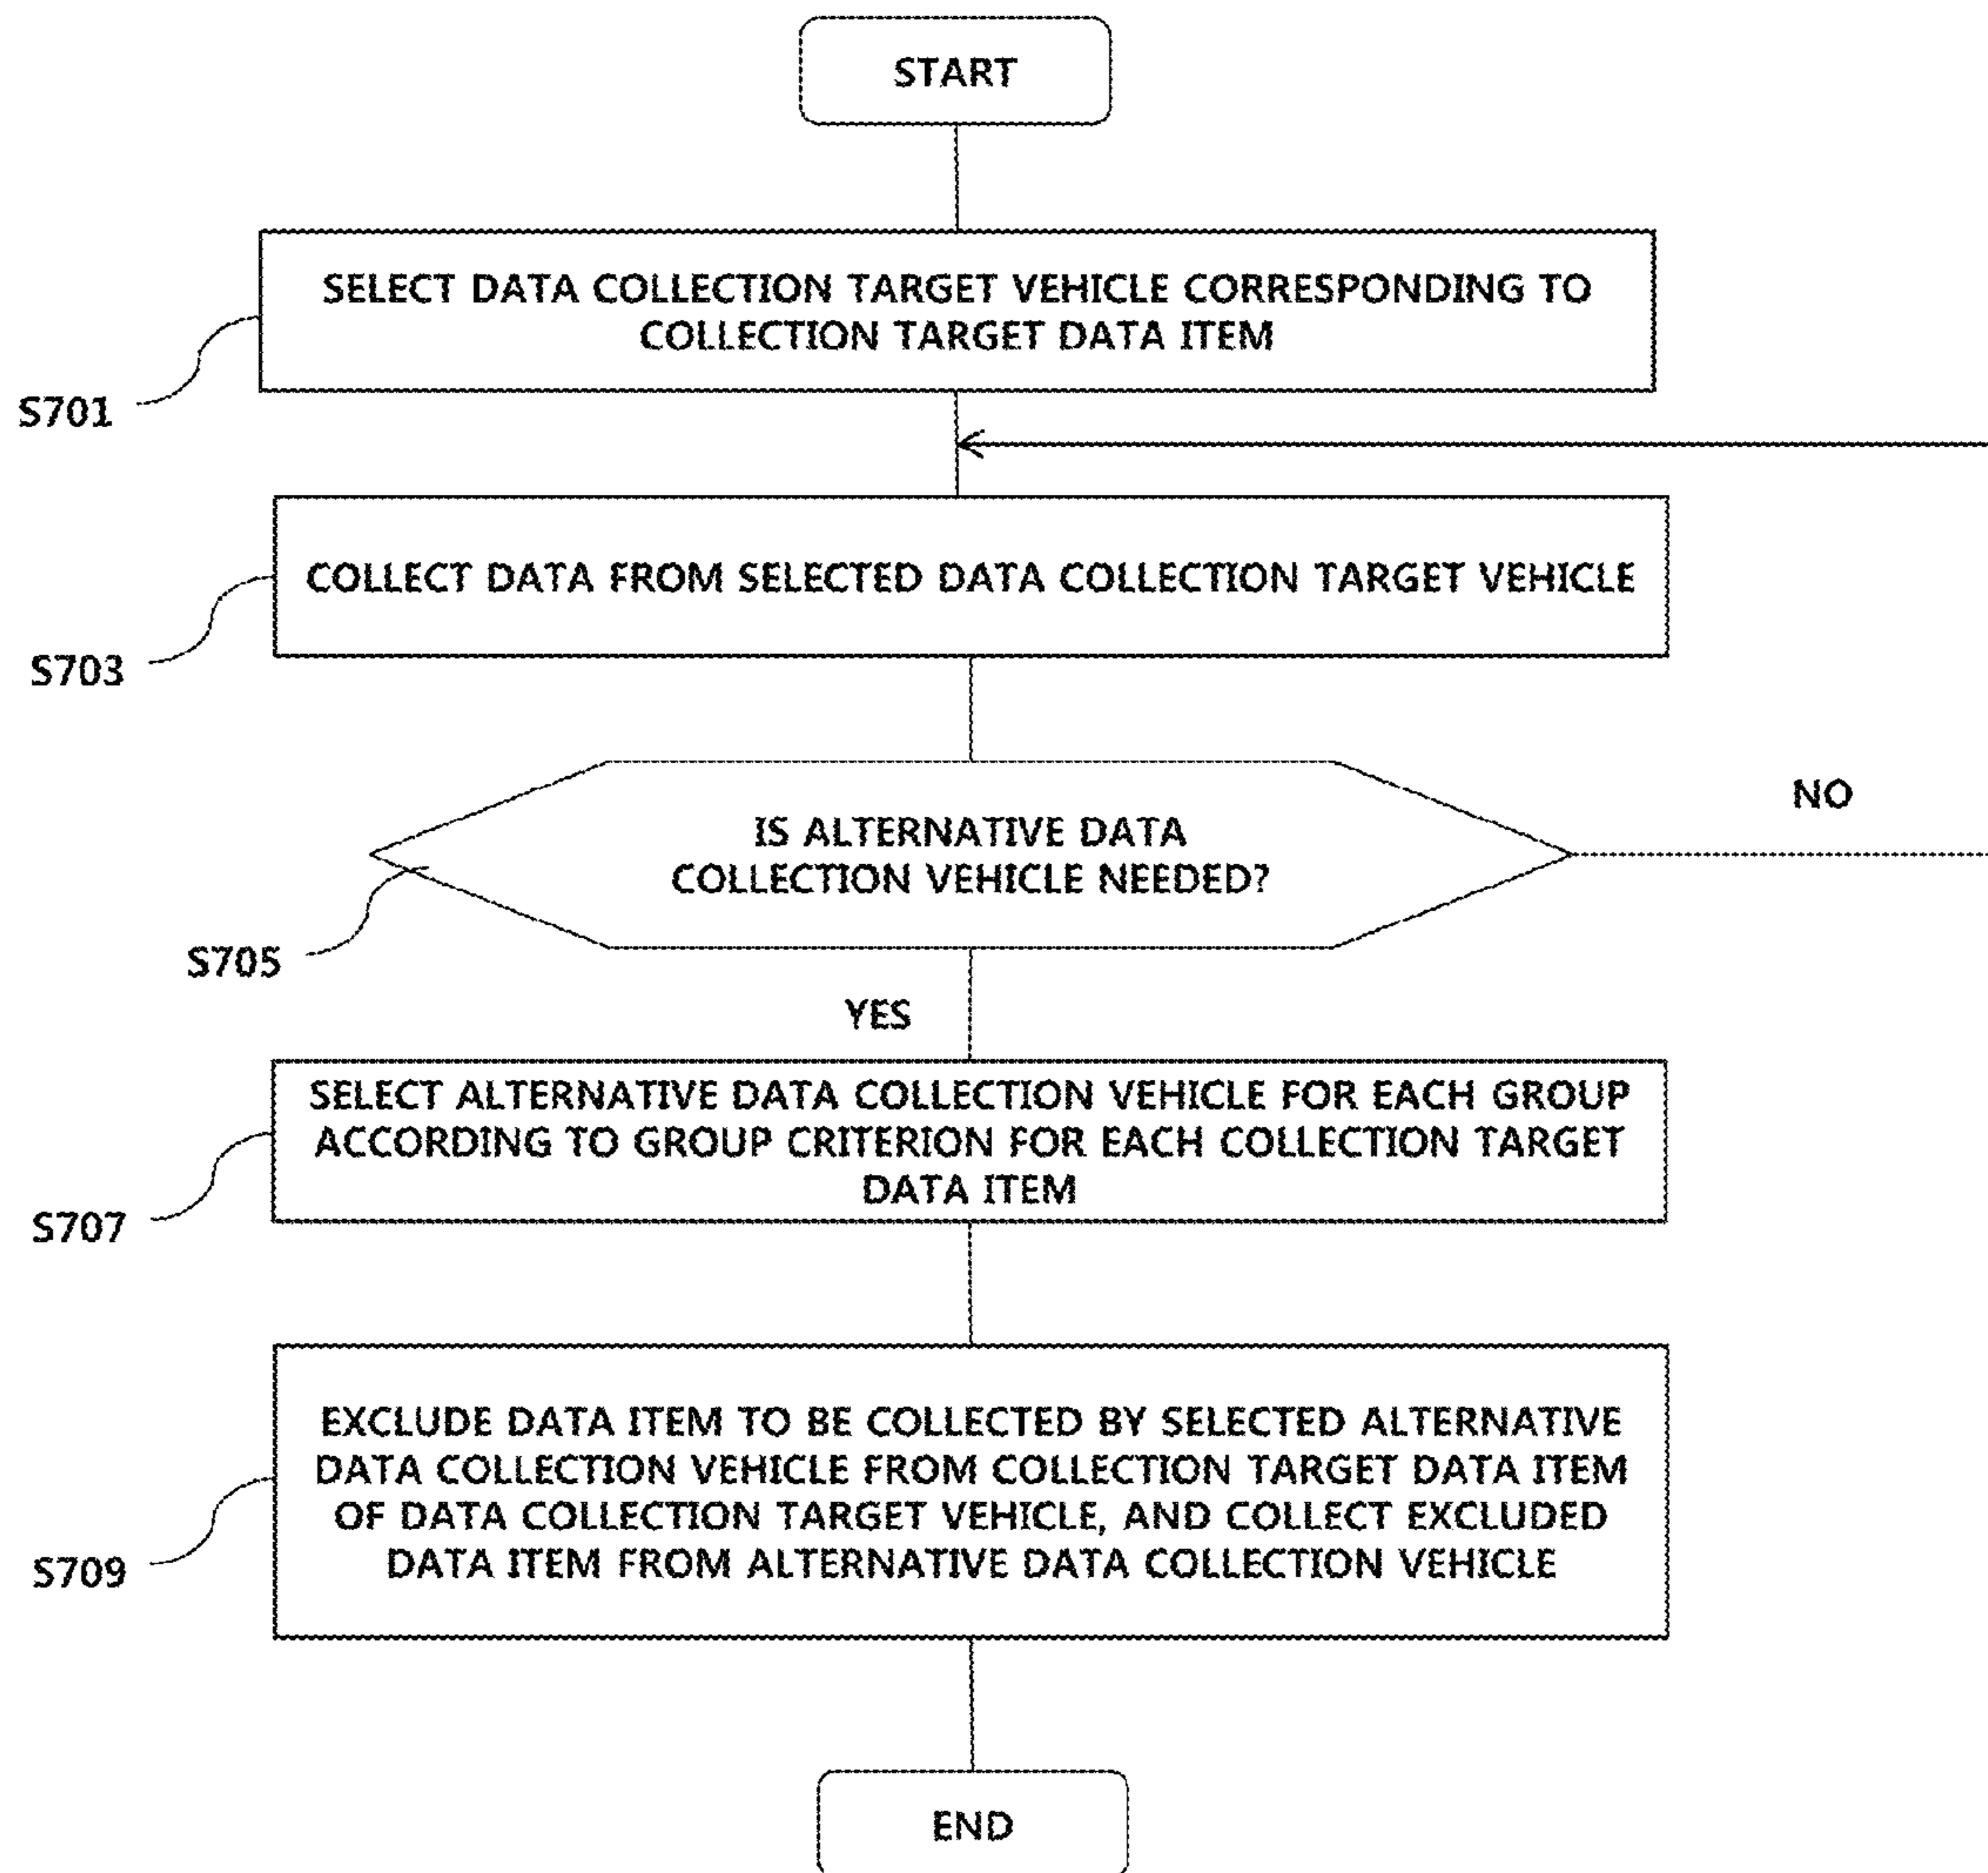 START
SELECT DATA COLLECTION TARGET VEHICLE CORRESPONDING TO
COLLECTION TARGET DATA ITEM
S701
COLLECT DATA FROM SELECTED DATA COLLECTION TARGET VEHICLE
S703
NO
IS ALTERNATIVE DATA
COLLECTION VEHICLE NEEDED?
S705
YES
SELECT ALTERNATIVE DATA COLLECTION VEHICLE FOR EACH GROUP
ACCORDING TO GROUP CRITERION FOR EACH COLLECTION TARGET
DATA ITEM
S707
EXCLUDE DATA ITEM TO BE COLLECTED BY SELECTED ALTERNATIVE
DATA COLLECTION VEHICLE FROM COLLECTION TARGET DATA ITEM
OF DATA COLLECTION TARGET VEHICLE, AND COLLECT EXCLUDED
DATA ITEM FROM ALTERNATIVE DATA COLLECTION VEHICLE
S709
END